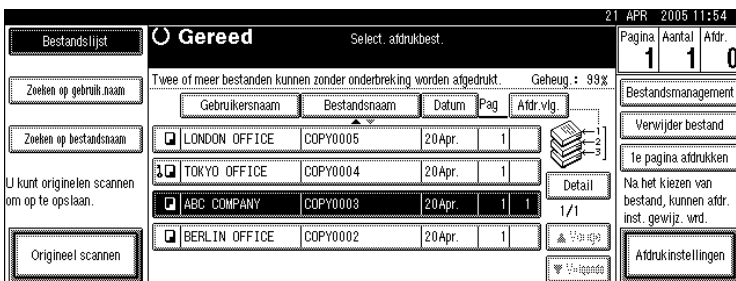 21 APR 2005 11:54
Bestandslijst
Gereed Select. afdrukbest.
Pagina Aantal Afdr.
1 1 0
Twee of meer bestanden kunnen zonder onderbreking worden afgedrukt. Geheug.: 99%
Zoeken op gebruik.naam
Gebruikersnaam Bestandsnaam Datum Pag Afdr.vlg.
Bestandsmanagement
Zoeken op bestandsnaam
LONDON OFFICE COPY0005 20Apr. 1
1
2
3
Verwijder bestand
TOKYO OFFICE COPY0004 20Apr. 1
1e pagina afdrukken
U kunt originelen scannen
om op te opslaan.
ABC COMPANY COPY0003 20Apr. 1 1
Detail
1/1
Na het kiezen van
bestand, kunnen afdr.
inst. gewijz. wrd.
BERLIN OFFICE COPY0002 20Apr. 1
Vorige
Volgende
Origineel scannen
Afdrukinstellingen